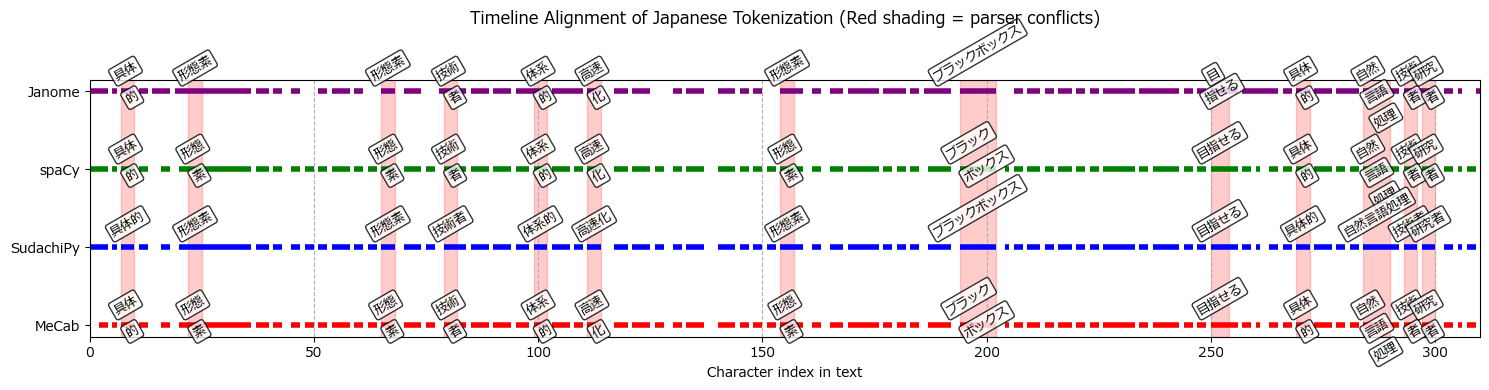 Timeline Alignment of Japanese Tokenization (Red shading = parser conflicts)
Janome
具体
的
形態素
形態素
技術
者
体系
的
高速
化
形態素
ブラックボックス
目
指せる
具体
的
自然
言語
処理
技術
者
研究
者
spaCy
具体
的
形態
素
形態
素
技術
者
体系
的
高速
化
形態
素
ブラック
ボックス
目指せる
具体
的
自然
言語
処理
技術
者
研究
者
SudachiPy
具体的
形態素
形態素
技術者
体系的
高速化
形態素
ブラックボックス
目指せる
具体的
自然言語処理
技術者
研究者
MeCab
具体
的
形態
素
形態
素
技術
者
体系
的
高速
化
形態
素
ブラック
ボックス
目指せる
具体
的
自然
言語
処理
技術
者
研究
者
0 50 100 150 200 250 300
Character index in text